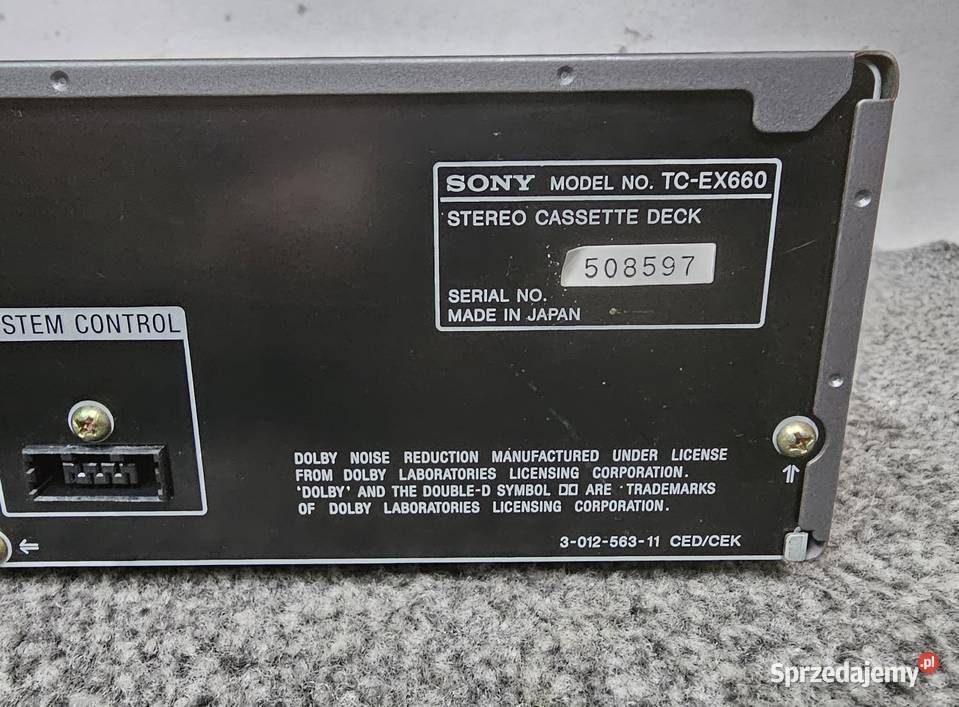 SONY MODEL NO. TC-EX660
STEREO CASSETTE DECK
508597
SERIAL NO.
MADE IN JAPAN
STEM CONTROL
DOLBY NOISE REDUCTION MANUFACTURED UNDER LICENSE
FROM DOLBY LABORATORIES LICENSING CORPORATION.
'DOLBY' AND THE DOUBLE-D SYMBOL ARE TRADEMARKS
OF DOLBY LABORATORIES LICENSING CORPORATION.
3-012-563-11 CED/CEK
Sprzedajemy.pl